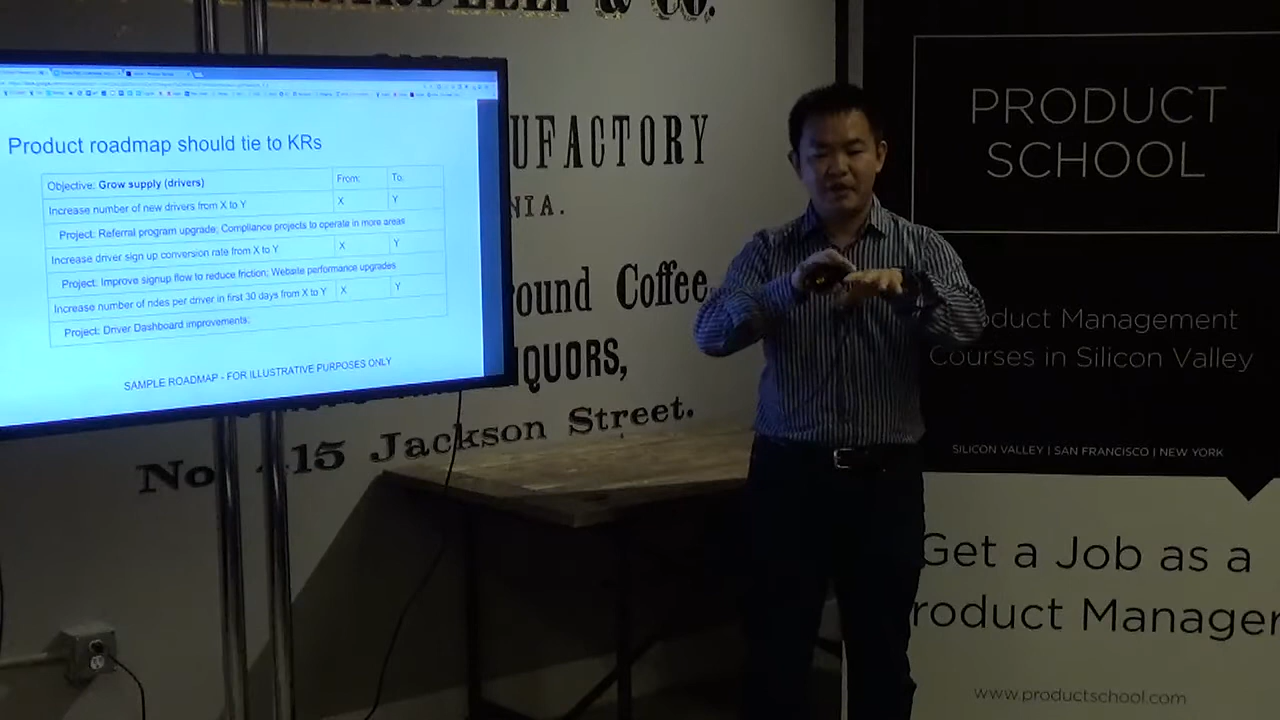 Product roadmap should tie to KRs
Objective: Grow supply (drivers) From: To:
Increase number of new drivers from X to Y X Y
Project: Referral program upgrade; Compliance projects to operate in more areas
Increase driver sign up conversion rate from X to Y X Y
Project: Improve signup flow to reduce friction; Website performance upgrades
Increase number of rides per driver in first 30 days from X to Y X Y
Project: Driver Dashboard improvements;
SAMPLE ROADMAP - FOR ILLUSTRATIVE PURPOSES ONLY
& Co.
UFACTORY
NIA.
ound Coffee,
IQUORS,
No 415 Jackson Street.
PRODUCT
SCHOOL
oduct Management
Courses in Silicon Valley
SILICON VALLEY | SAN FRANCISCO | NEW YORK
Get a Job as a
roduct Manager
www.productschool.com